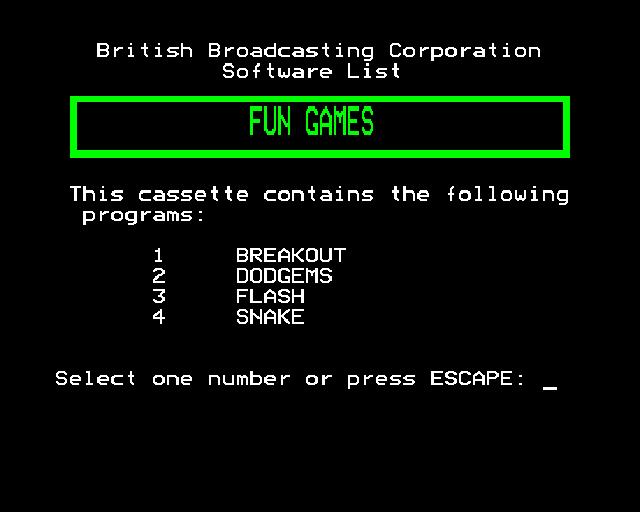 British Broadcasting Corporation
Software List
FUN GAMES
This cassette contains the following
programs:
1 BREAKOUT
2 DODGEMS
3 FLASH
4 SNAKE
Select one number or press ESCAPE: _